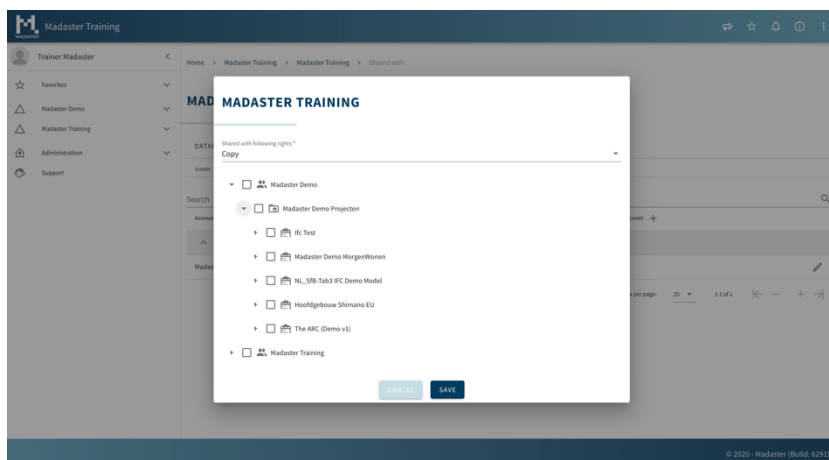 MADASTER
Madaster Training
Trainer Madaster
Home > Madaster Training > Madaster Training > Shared with
Favorites
Madaster Demo
Madaster Training
Administration
Support
MAD
DATA
SHARE
Search
Accoun
Level +
Madas
s per page: 25 1-1 of 1
MADASTER TRAINING
Shared with following rights *
Copy
Madaster Demo
Madaster Demo Projecten
Ifc Test
Madaster Demo MorgenWonen
NL_SfB-Tab3 IFC Demo Model
Hoofdgebouw Shimano EU
The ARC (Demo v1)
Madaster Training
CANCEL SAVE
© 2020 - Madaster (Build: 6291)